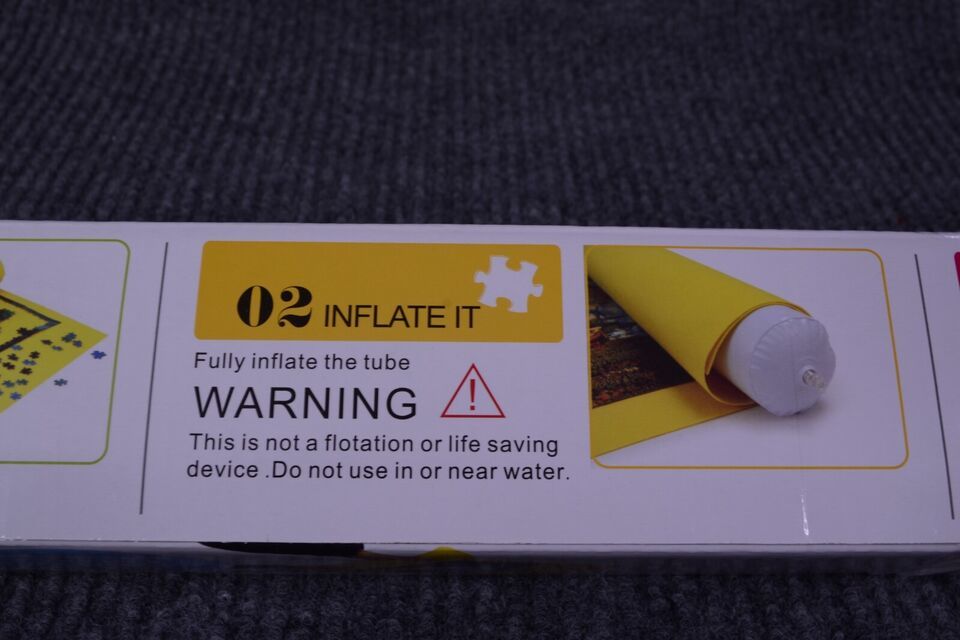 02 INFLATE IT
Fully inflate the tube
WARNING
This is not a flotation or life saving
device .Do not use in or near water.